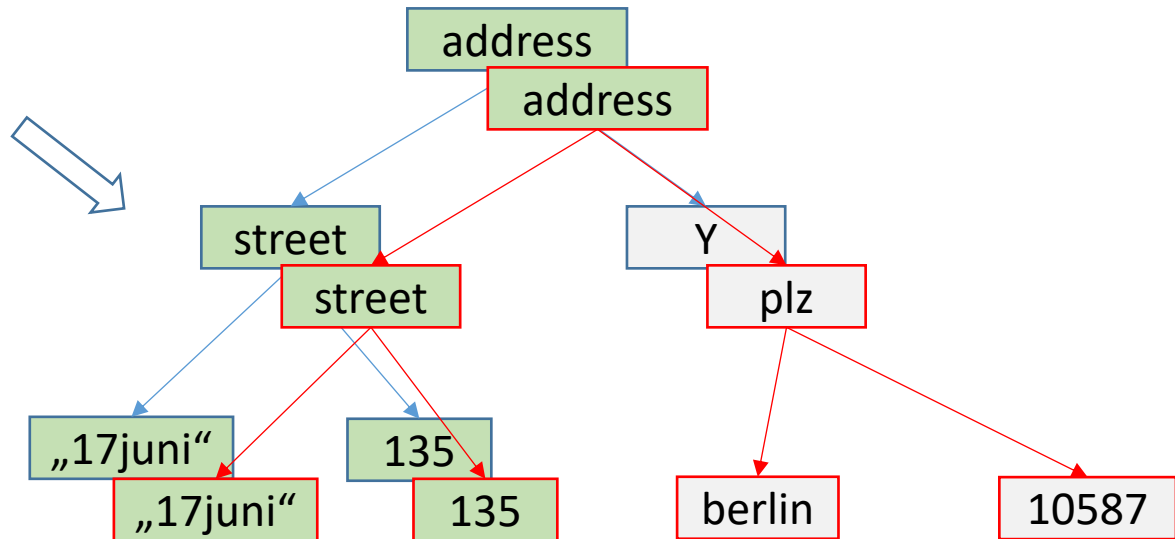 address
address
street
Y
street
plz
„17juni“
135
„17juni“
135
berlin
10587